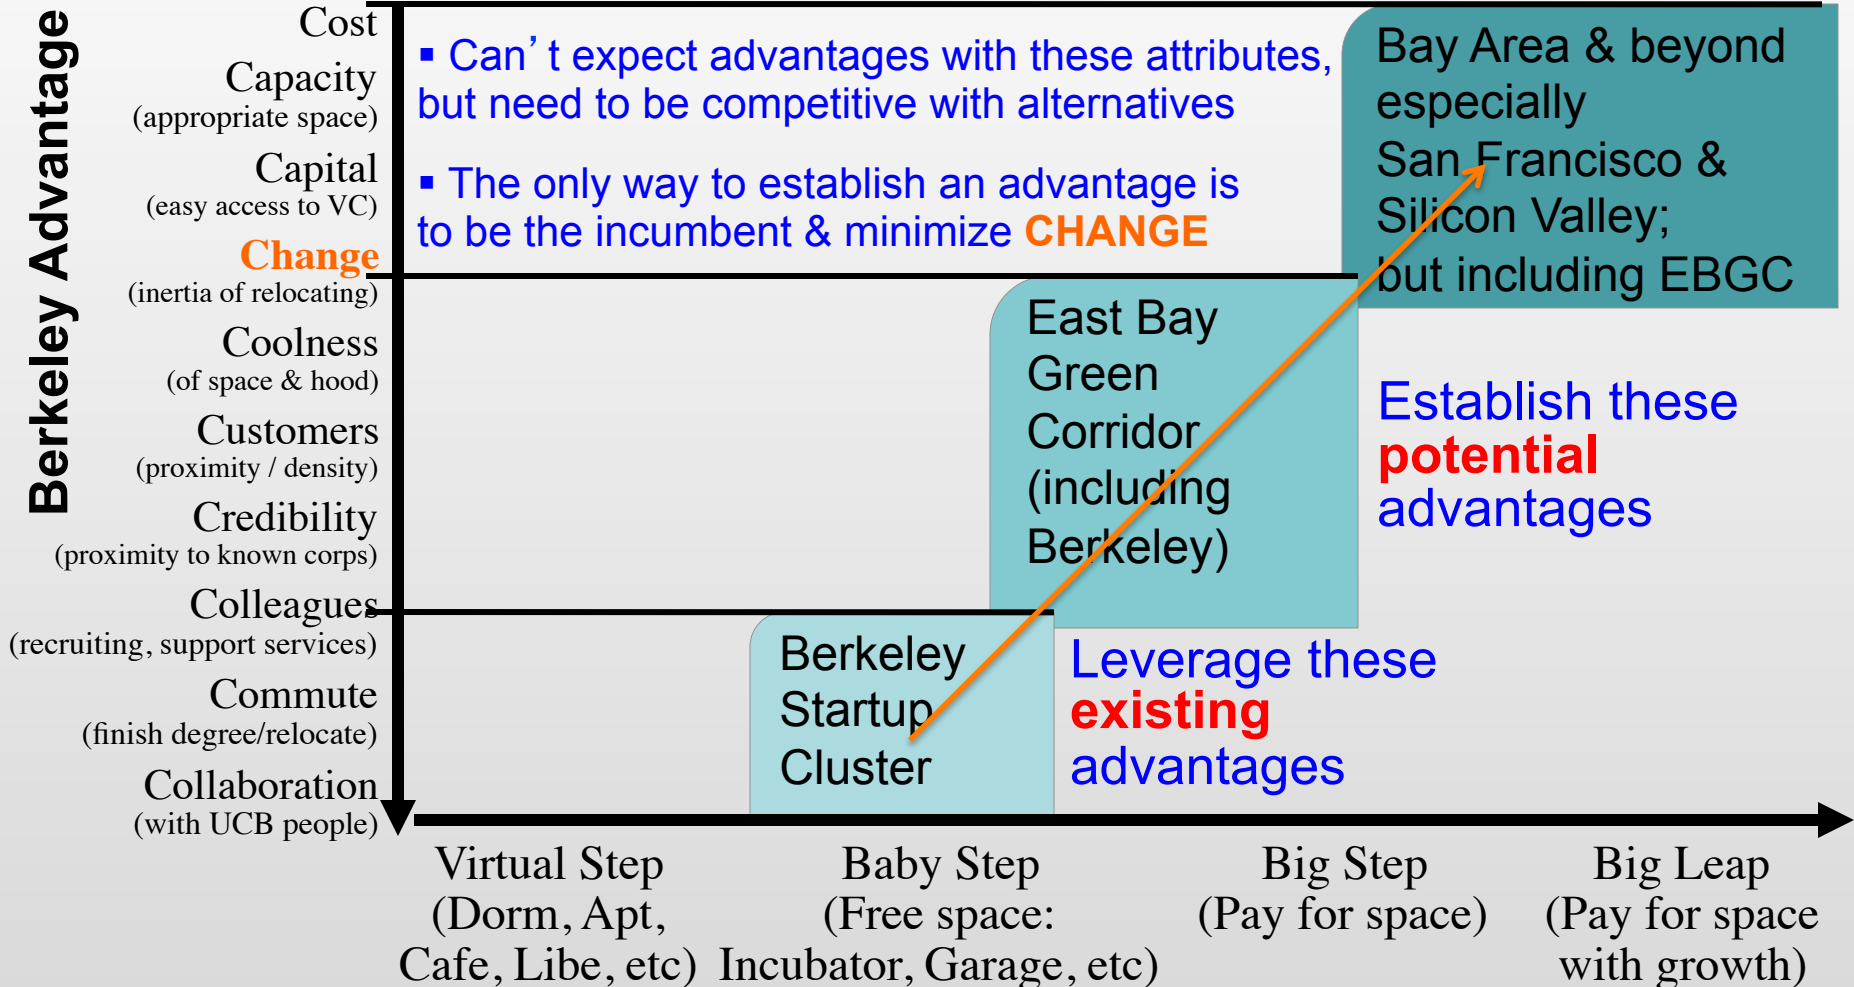 Berkeley Advantage
Cost
Capacity
(appropriate space)
Capital
(easy access to VC)
Change
(inertia of relocating)
Coolness
(of space & hood)
Customers
(proximity / density)
Credibility
(proximity to known corps)
Colleagues
(recruiting, support services)
Commute
(finish degree/relocate)
Collaboration
(with UCB people)
▪ Can’ t expect advantages with these attributes,
but need to be competitive with alternatives
▪ The only way to establish an advantage is
to be the incumbent & minimize CHANGE
Bay Area & beyond
especially
San Francisco &
Silicon Valley;
but including EBGC
East Bay
Green
Corridor
(including
Berkeley)
Establish these
potential
advantages
Berkeley
Startup
Cluster
Leverage these
existing
advantages
Virtual Step
(Dorm, Apt,
Cafe, Libe, etc)
Baby Step
(Free space:
Incubator, Garage, etc)
Big Step
(Pay for space)
Big Leap
(Pay for space
with growth)